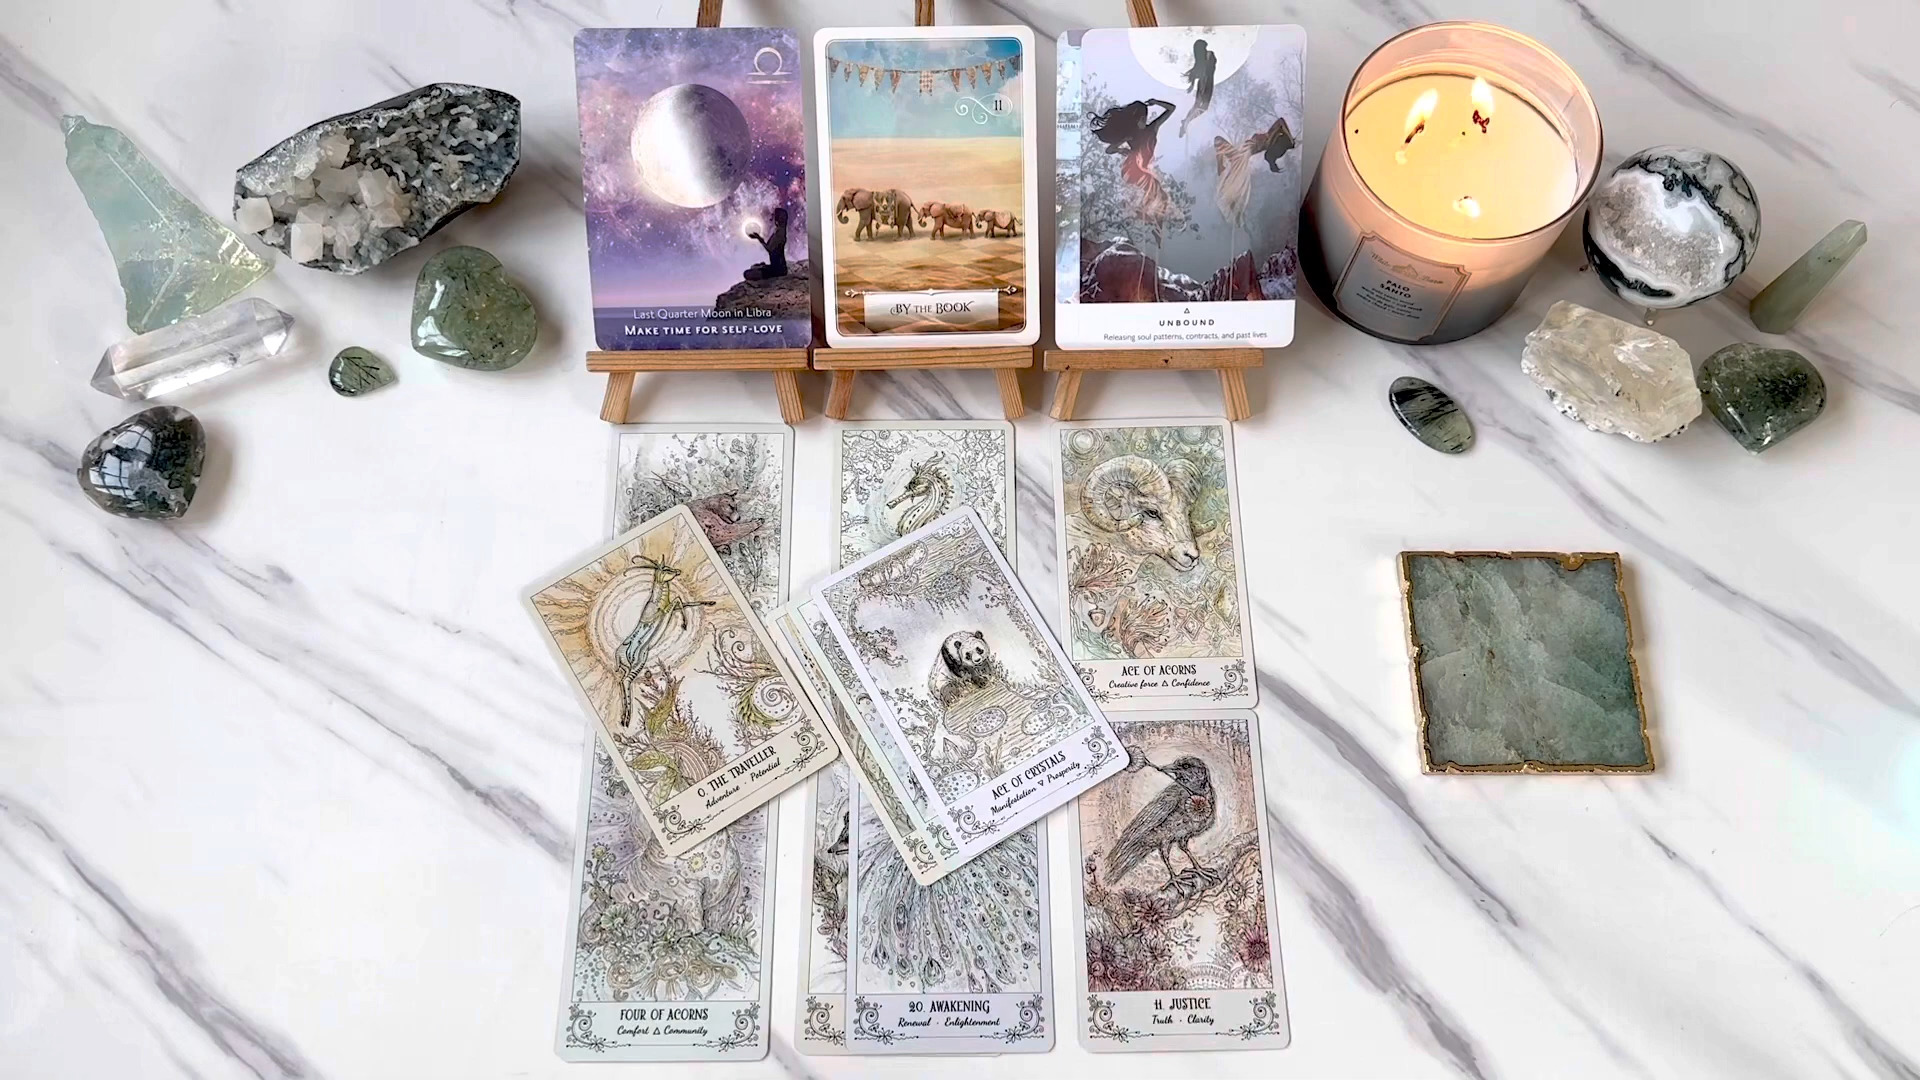 Last Quarter Moon in Libra
MAKE TIME FOR SELF-LOVE
11
BY THE BOOK
UNBOUND
Releasing soul patterns, contracts, and past lives
PALO
SANTO
ACE OF ACORNS
Creative force △ Confidence
0. THE TRAVELLER
Adventure · Potential
ACE OF CRYSTALS
Manifestation ▽ Prosperity
FOUR OF ACORNS
Comfort △ Community
20. AWAKENING
Renewal · Enlightenment
11. JUSTICE
Truth · Clarity